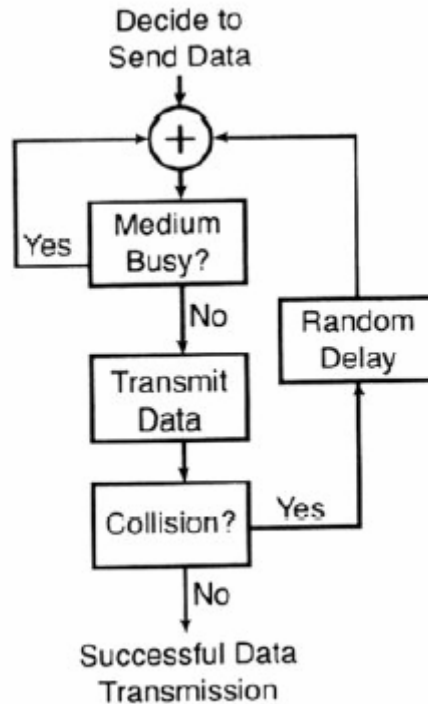 Decide to
Send Data
+
Medium
Busy?
Yes
No
Random
Delay
Transmit
Data
Collision?
Yes
No
Successful Data
Transmission